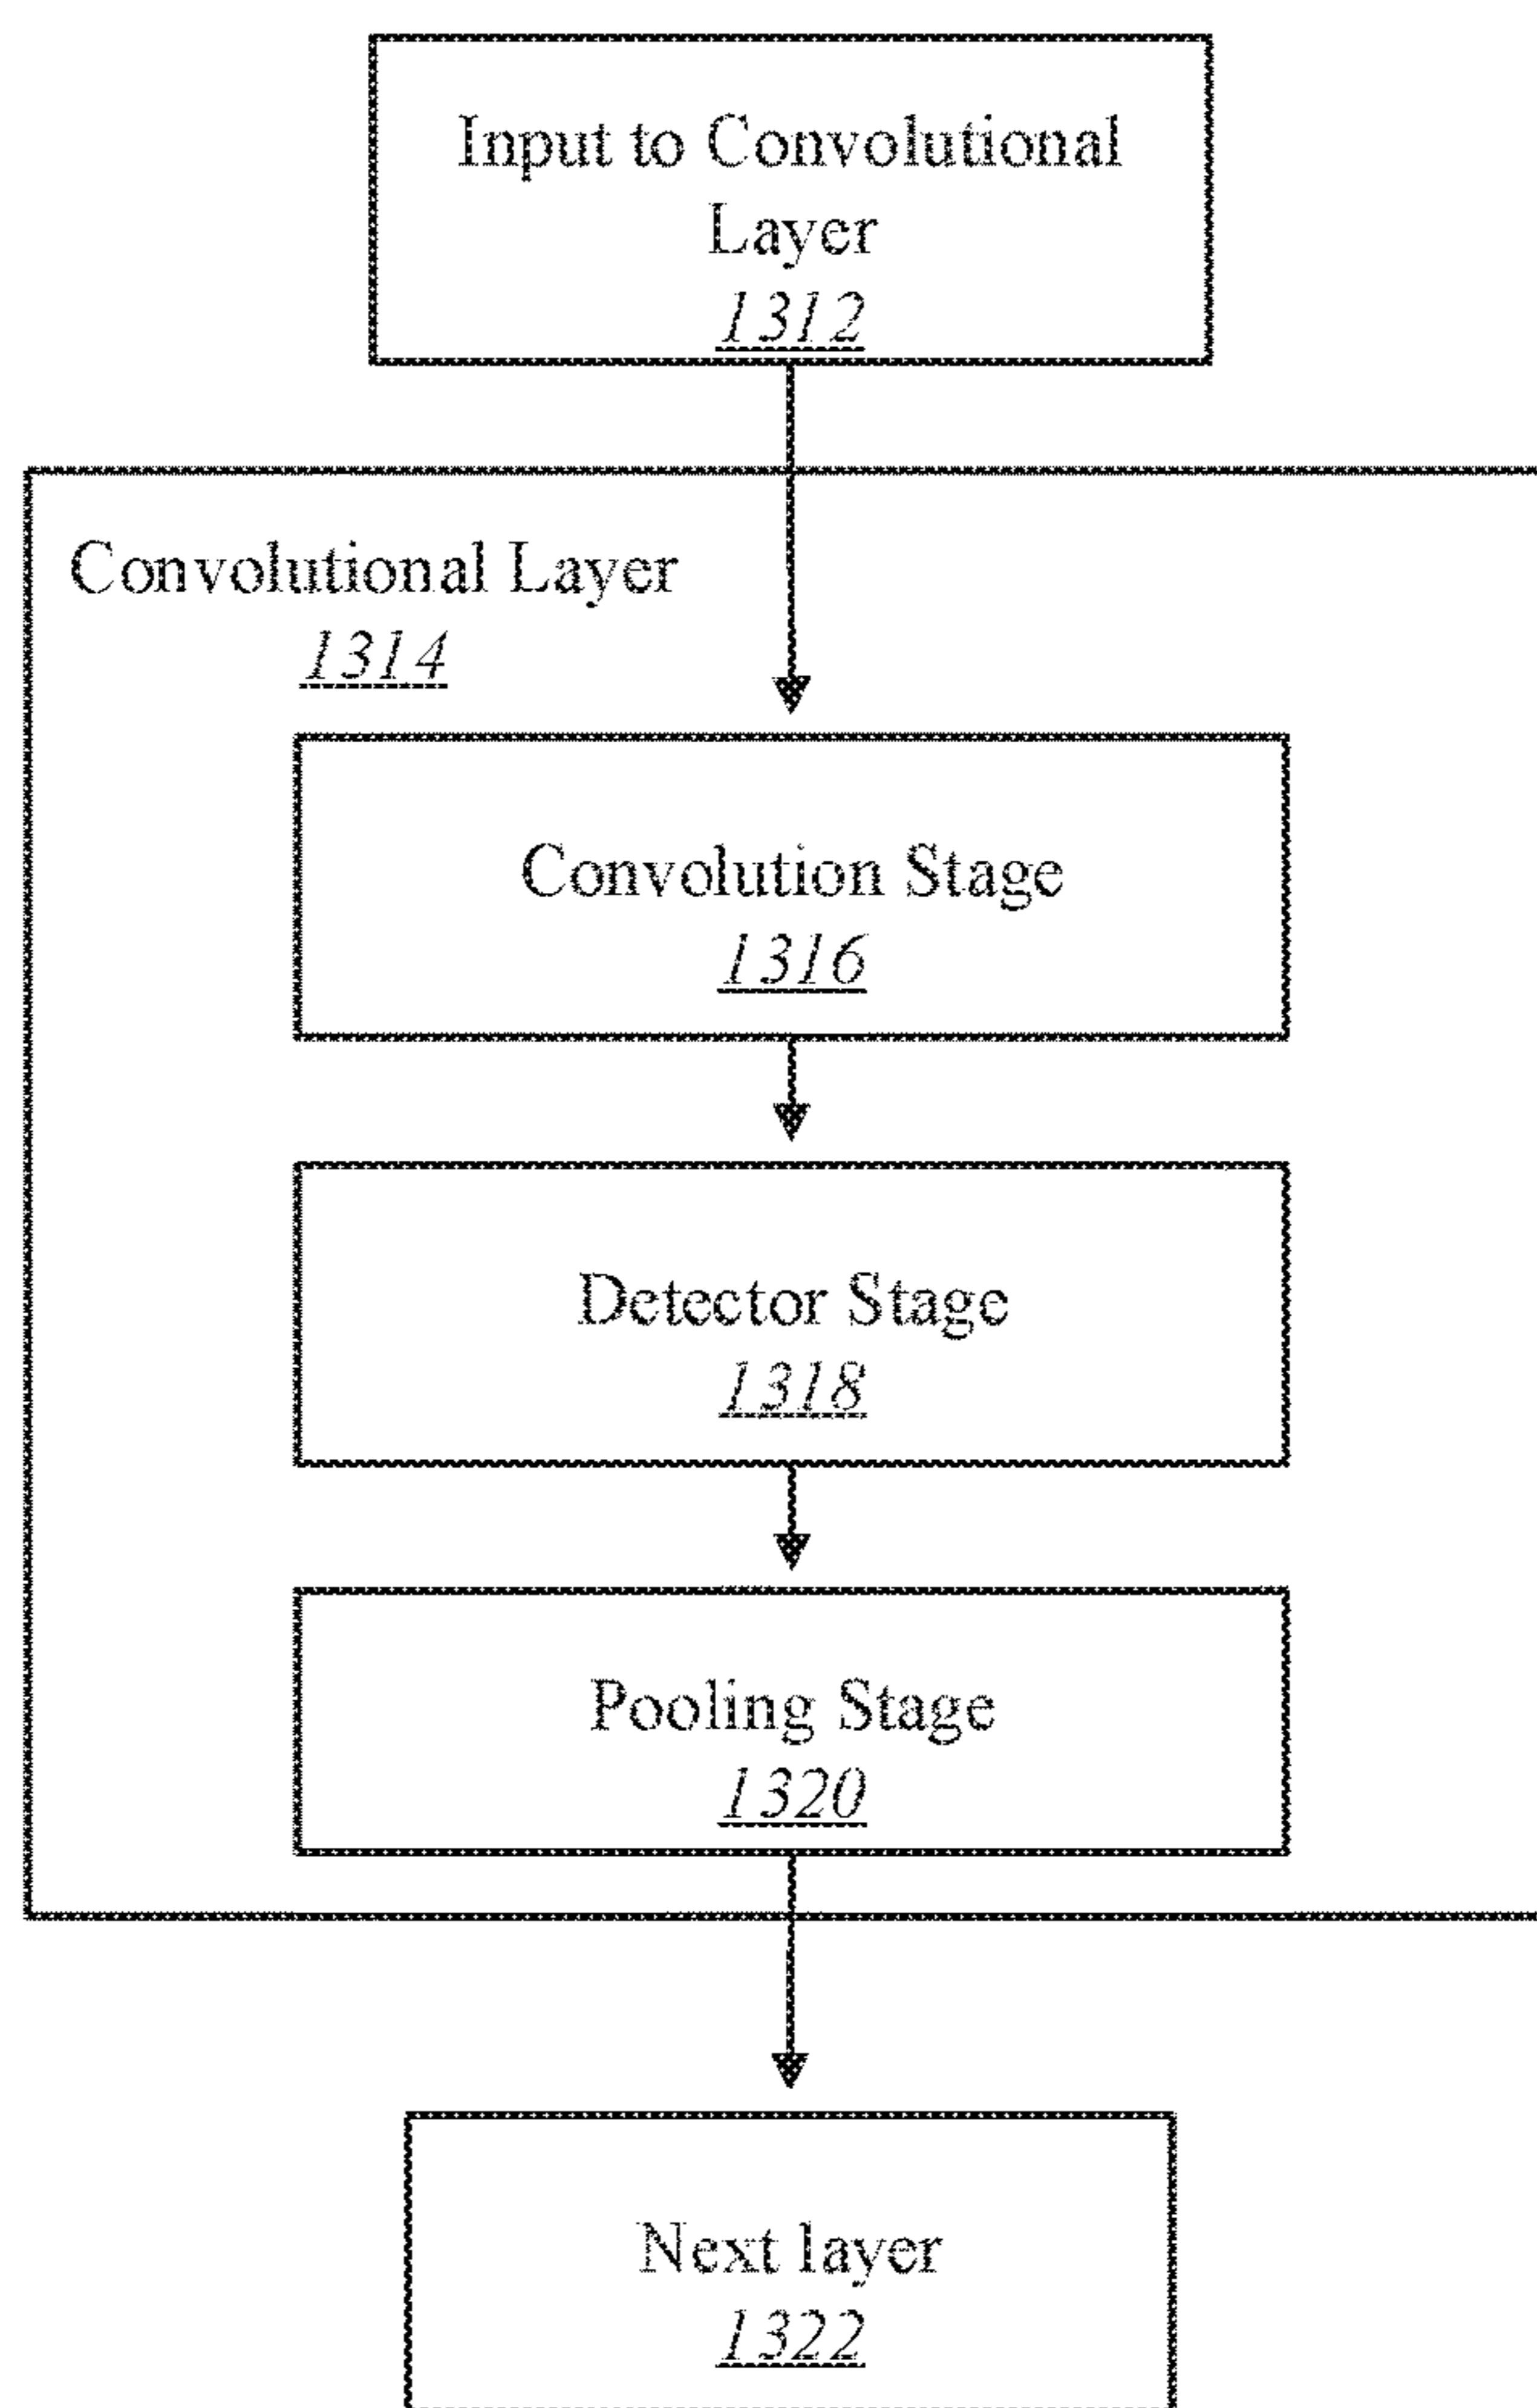 Input to Convolutional
Layer
1312
Convolutional Layer
1314
Convolution Stage
1316
Detector Stage
1318
Pooling Stage
1320
Next layer
1322